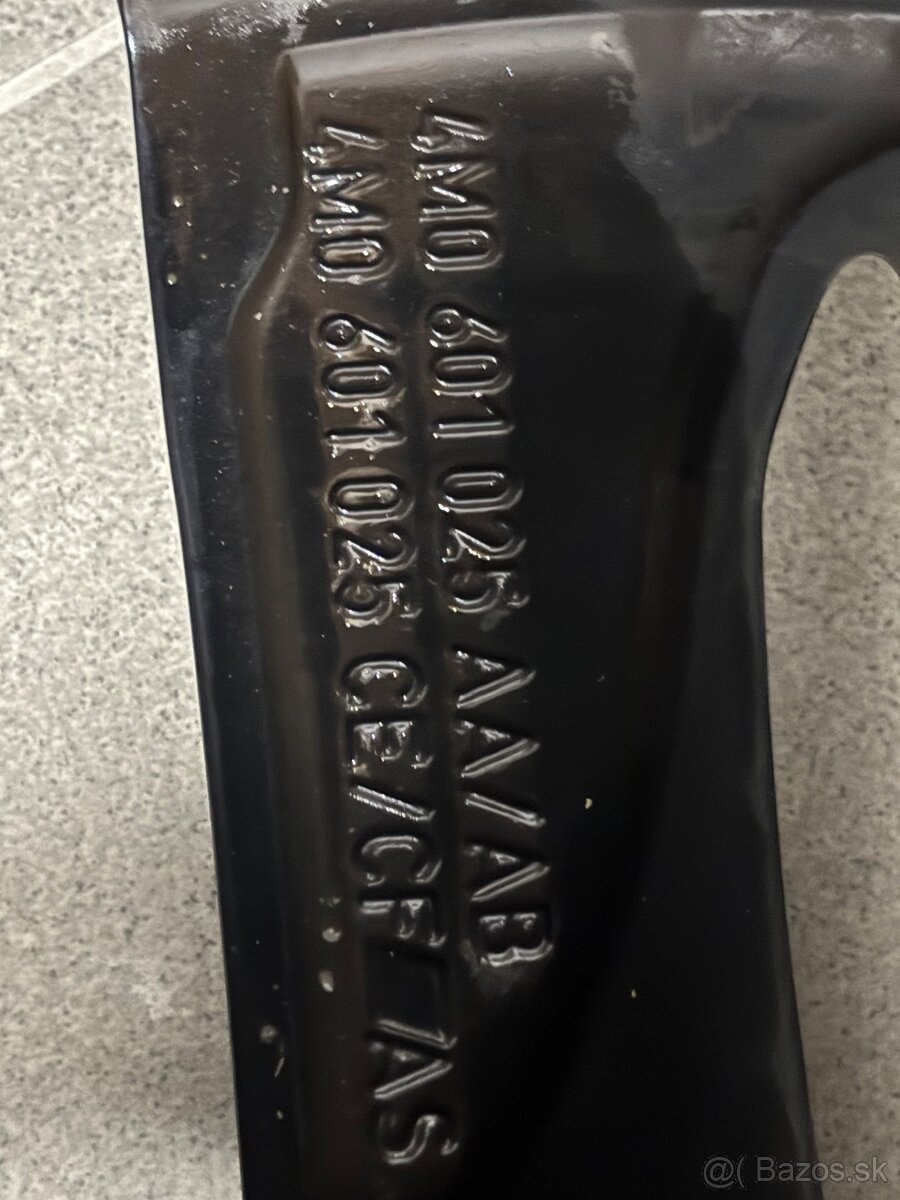 4M0 601 025 AA/AB
4M0 601 025 CE/CF/AS
@( Bazos.sk